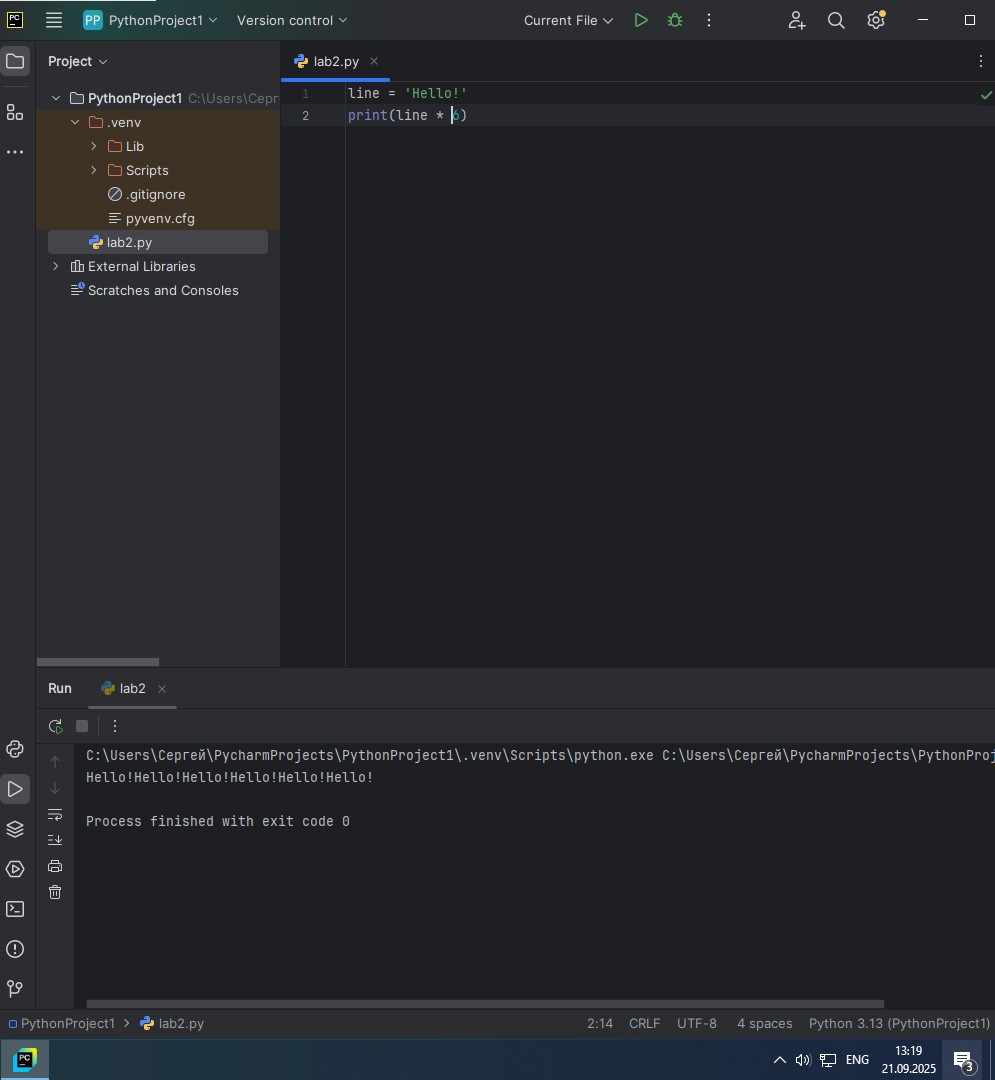 PC
PP PythonProject1 Version control Current File
Project
lab2.py
PythonProject1 C:\Users\Серг
.venv
Lib
Scripts
.gitignore
pyvenv.cfg
lab2.py
External Libraries
Scratches and Consoles
1 line = 'Hello!'
2 print(line * 6)
Run lab2
C:\Users\Сергей\PycharmProjects\PythonProject1\.venv\Scripts\python.exe C:\Users\Сергей\PycharmProjects\PythonProj
Hello!Hello!Hello!Hello!Hello!Hello!
Process finished with exit code 0
PythonProject1 lab2.py 2:14 CRLF UTF-8 4 spaces Python 3.13 (PythonProject1)
PC ENG 13:19
21.09.2025 3